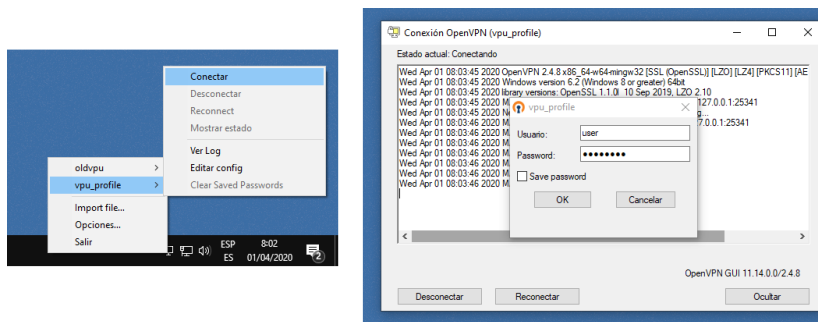 Conectar
Desconectar
Reconnect
Mostrar estado
Ver Log
Editar config
Clear Saved Passwords
oldvpu
vpu_profile
Import file...
Opciones...
Salir
ESP
ES
8:02
01/04/2020
2
Conexión OpenVPN (vpu_profile)
Estado actual: Conectando
Wed Apr 01 08:03:45 2020 OpenVPN 2.4.8 x86_64-w64-mingw32 [SSL (OpenSSL)] [LZO] [LZ4] [PKCS11] [AE
Wed Apr 01 08:03:45 2020 Windows version 6.2 (Windows 8 or greater) 64bit
Wed Apr 01 08:03:45 2020 library versions: OpenSSL 1.1.0l 10 Sep 2019, LZO 2.10
Wed Apr 01 08:03:45 2020 M 127.0.0.1:25341
Wed Apr 01 08:03:45 2020 N g...
Wed Apr 01 08:03:46 2020 M 7.0.0.1:25341
Wed Apr 01 08:03:46 2020 M
Wed Apr 01 08:03:46 2020 M
Wed Apr 01 08:03:46 2020 M
Wed Apr 01 08:03:46 2020 M
Wed Apr 01 08:03:46 2020 M
vpu_profile
Usuario: user
Password:
Save password
OK Cancelar
OpenVPN GUI 11.14.0.0/2.4.8
Desconectar Reconectar Ocultar